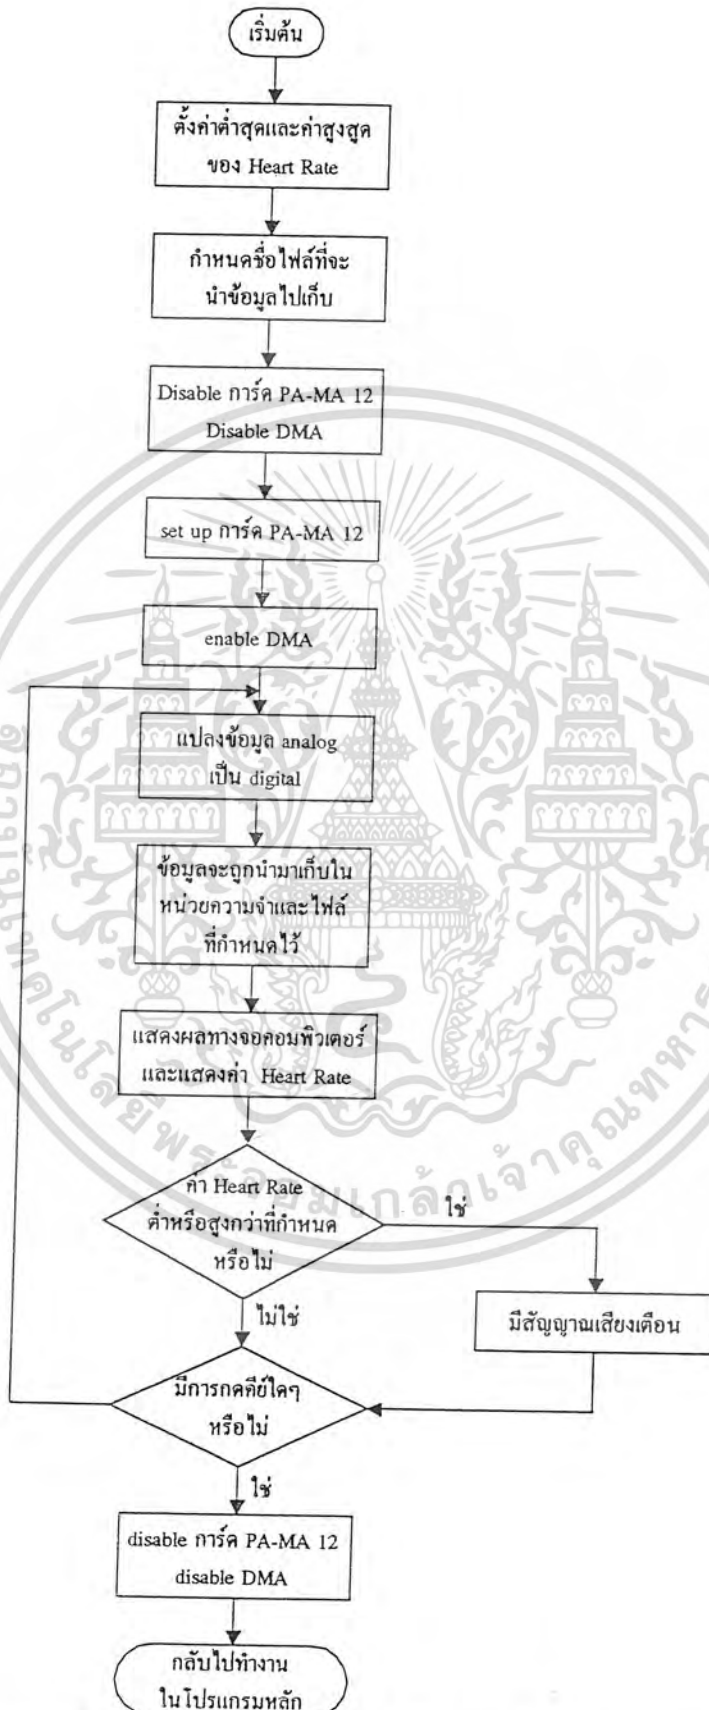 เริ่มต้น
ตั้งค่าต่ำสุดและค่าสูงสุด
ของ Heart Rate
กำหนดชื่อไฟล์ที่จะ
นำข้อมูลไปเก็บ
Disable การ์ด PA-MA 12
Disable DMA
set up การ์ด PA-MA 12
enable DMA
แปลงข้อมูล analog
เป็น digital
ข้อมูลจะถูกนำมาเก็บใน
หน่วยความจำและไฟล์
ที่กำหนดไว้
แสดงผลทางจอคอมพิวเตอร์
และแสดงค่า Heart Rate
ค่า Heart Rate
ต่ำหรือสูงกว่าที่กำหนด
หรือไม่
ใช่
ไม่ใช่
มีสัญญาณเสียงเตือน
มีการกดคีย์ใดๆ
หรือไม่
ใช่
disable การ์ด PA-MA 12
disable DMA
กลับไปทำงาน
ในโปรแกรมหลัก